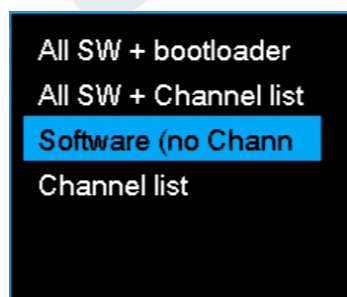 All SW + bootloader
All SW + Channel list
Software (no Chann
Channel list